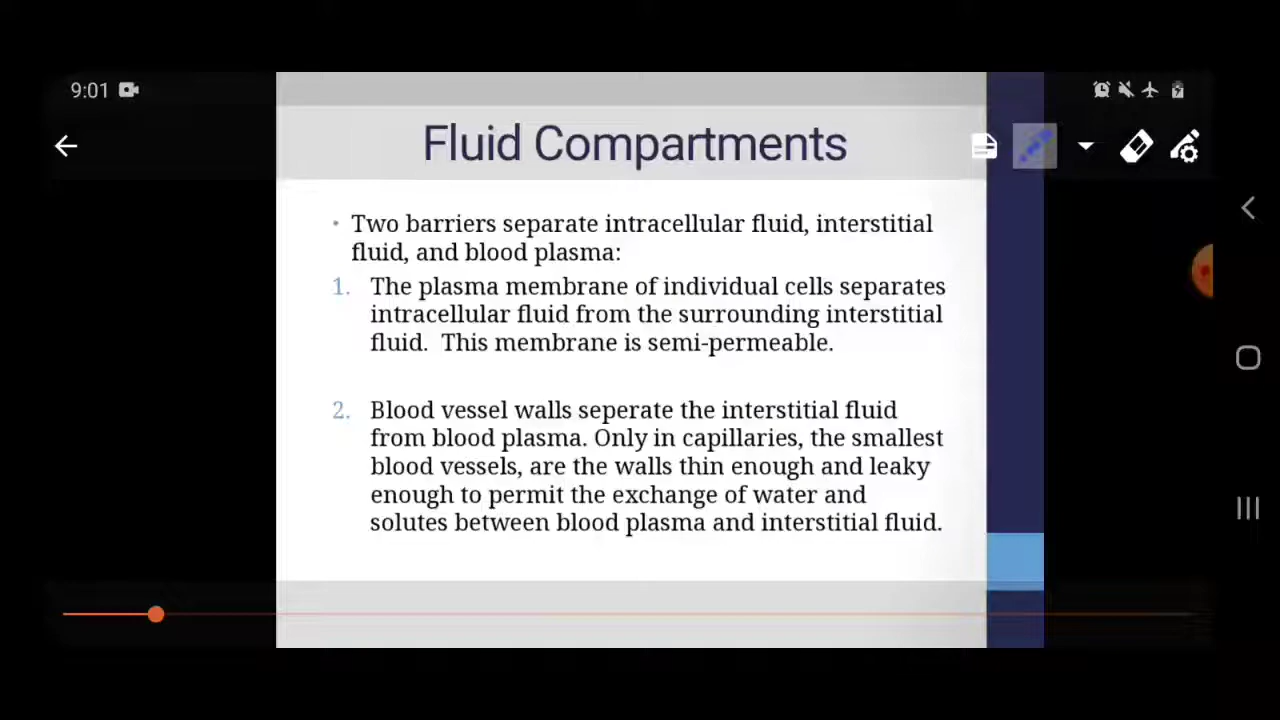 9:01
Fluid Compartments
• Two barriers separate intracellular fluid, interstitial
fluid, and blood plasma:
1. The plasma membrane of individual cells separates
intracellular fluid from the surrounding interstitial
fluid. This membrane is semi-permeable.
2. Blood vessel walls seperate the interstitial fluid
from blood plasma. Only in capillaries, the smallest
blood vessels, are the walls thin enough and leaky
enough to permit the exchange of water and
solutes between blood plasma and interstitial fluid.